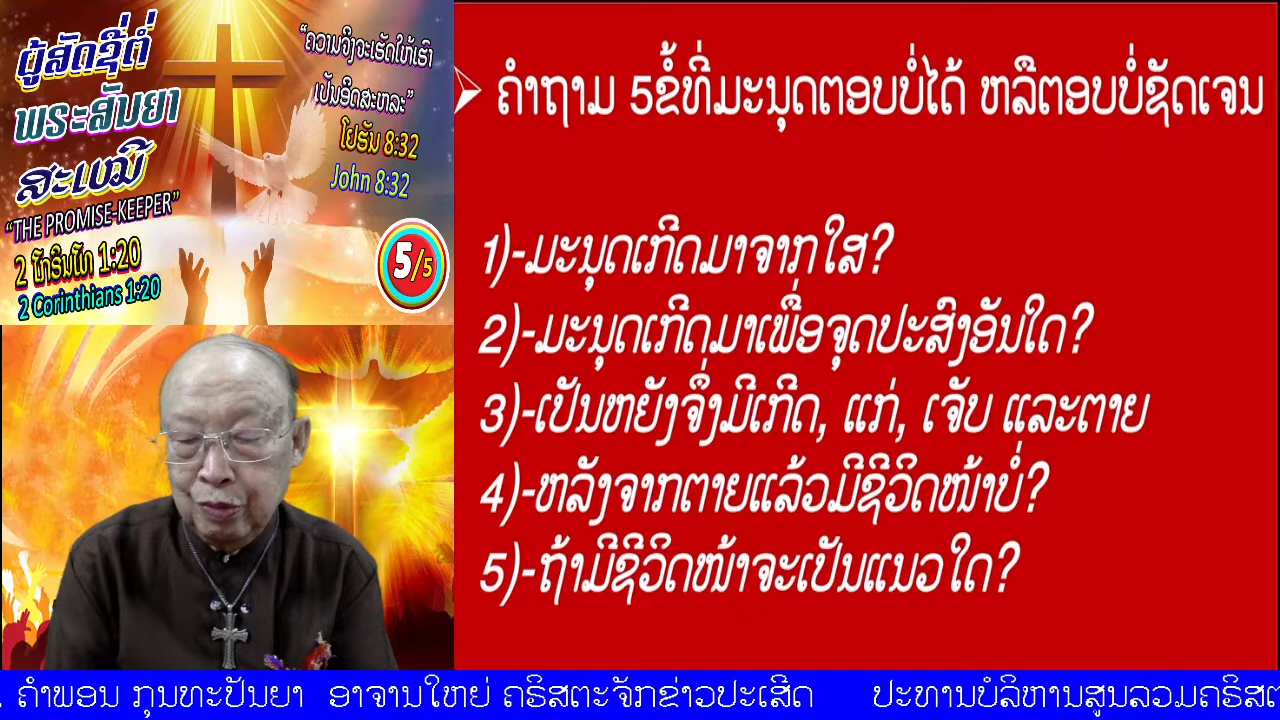 ຜູ້ສັດຊື່ຕໍ່
ພຣະສັນຍາ
ສະເໝີ
"THE PROMISE-KEEPER"
2 ໂກຣິນໂທ 1:20
2 Corinthians 1:20
"ຄວາມຈິງຈະເຮັດໃຫ້ເຮົາ
ເປັນອິດສະຫລະ"
ໂຢຮັນ 8:32
John 8:32
5/5
➢ ຄຳຖາມ 5ຂໍ້ທີ່ມະນຸດຕອບບໍ່ໄດ້ ຫລືຕອບບໍ່ຊັດເຈນ
1)-ມະນຸດເກີດມາຈາກໃສ?
2)-ມະນຸດເກີດມາເພື່ອຈຸດປະສົງອັນໃດ?
3)-ເປັນຫຍັງຈຶ່ງມີເກີດ, ແກ່, ເຈັບ ແລະຕາຍ
4)-ຫລັງຈາກຕາຍແລ້ວມີຊີວິດໜ້າບໍ່?
5)-ຖ້າມີຊີວິດໜ້າຈະເປັນແນວໃດ?
. ຄຳພອນ ກຸນທະປັນຍາ ອາຈານໃຫຍ່ ຄຣິສຕະຈັກຂ່າວປະເສີດ ປະທານບໍລິຫານສູນລວມຄຣິສຕ